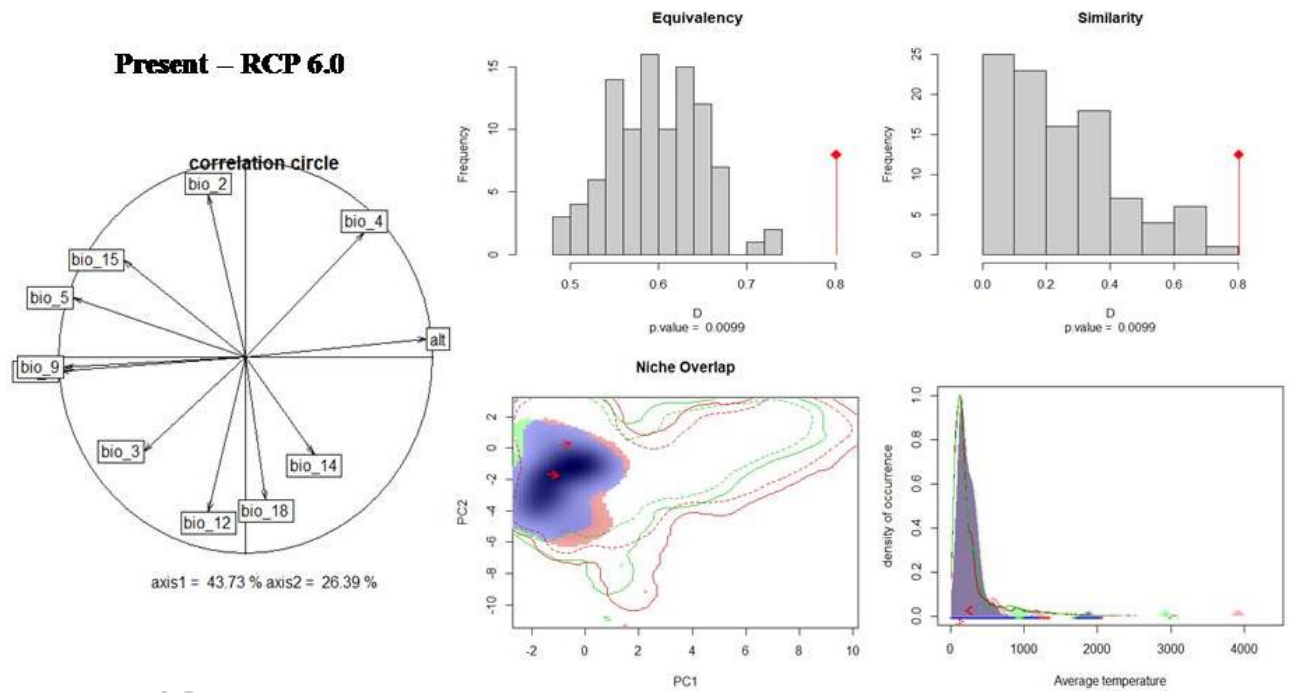 Present – RCP 6.0
correlation circle
bio_2
bio_4
bio_15
bio_5
alt
bio_9
bio_3
bio_14
bio_18
bio_12
axis1 = 43.73 % axis2 = 26.39 %
Equivalency
Frequency
15
10
5
0
0.5 0.6 0.7 0.8
D
p.value = 0.0099
Similarity
Frequency
25
20
15
10
5
0
0.0 0.2 0.4 0.6 0.8
D
p.value = 0.0099
Niche Overlap
PC2
2
0
-2
-4
-6
-8
-10
-2 0 2 4 6 8 10
PC1
density of occurrence
1.0
0.8
0.6
0.4
0.2
0.0
0 1000 2000 3000 4000
Average temperature